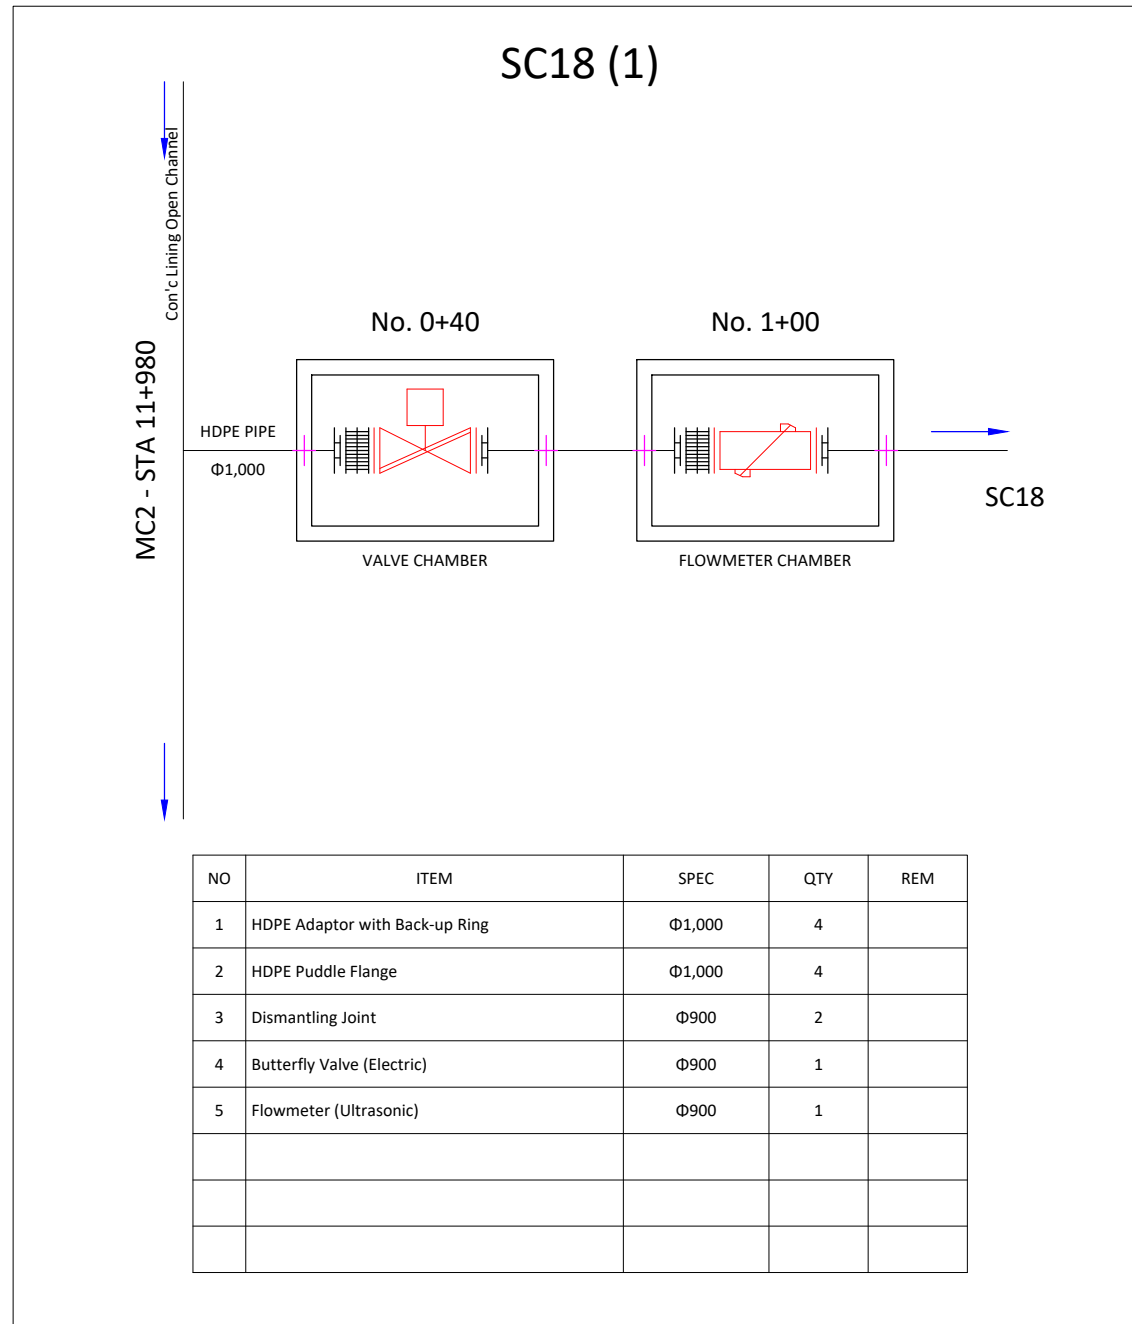 SC18 (1)
Con'c Lining Open Channel
MC2 - STA 11+980
No. 0+40
No. 1+00
HDPE PIPE
Φ1,000
SC18
VALVE CHAMBER
FLOWMETER CHAMBER
NO ITEM SPEC QTY REM
1 HDPE Adaptor with Back-up Ring Φ1,000 4
2 HDPE Puddle Flange Φ1,000 4
3 Dismantling Joint Φ900 2
4 Butterfly Valve (Electric) Φ900 1
5 Flowmeter (Ultrasonic) Φ900 1